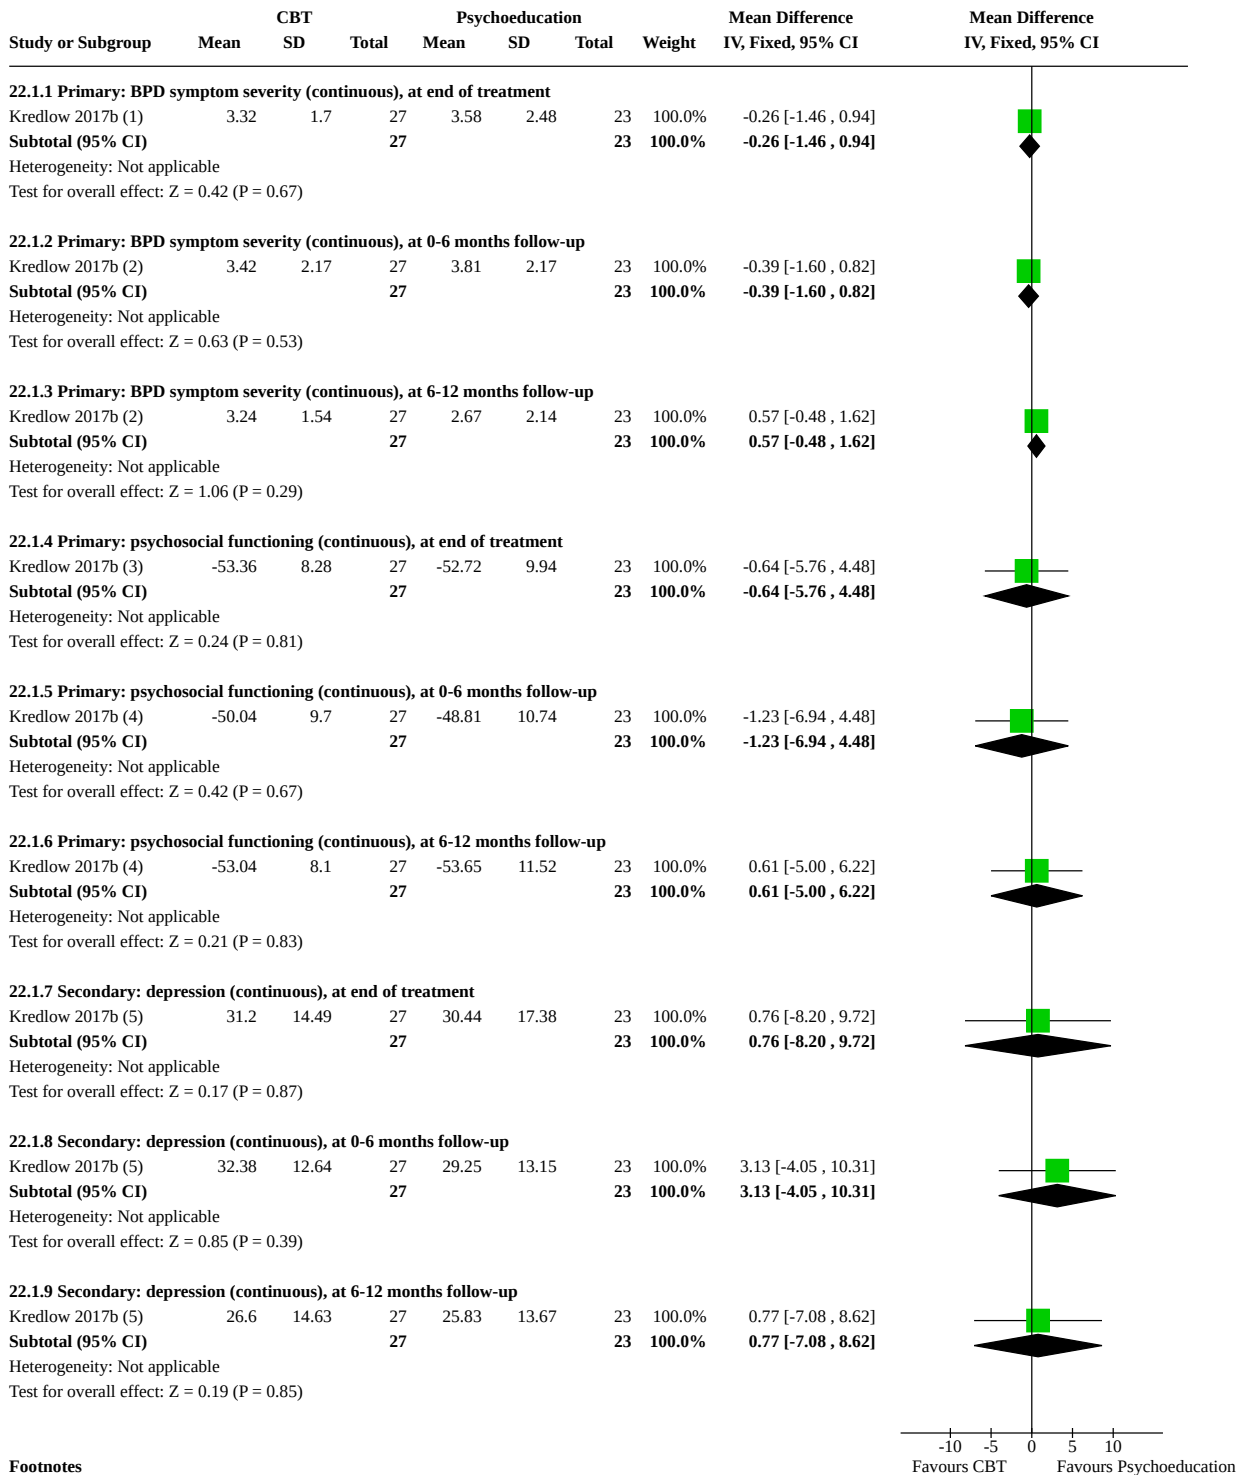 CBT Psychoeducation Mean Difference Mean Difference
Study or Subgroup Mean SD Total Mean SD Total Weight IV, Fixed, 95% CI IV, Fixed, 95% CI
22.1.1 Primary: BPD symptom severity (continuous), at end of treatment
Kredlow 2017b (1) 3.32 1.7 27 3.58 2.48 23 100.0% -0.26 [-1.46 , 0.94]
Subtotal (95% CI) 27 23 100.0% -0.26 [-1.46 , 0.94]
Heterogeneity: Not applicable
Test for overall effect: Z = 0.42 (P = 0.67)
22.1.2 Primary: BPD symptom severity (continuous), at 0-6 months follow-up
Kredlow 2017b (2) 3.42 2.17 27 3.81 2.17 23 100.0% -0.39 [-1.60 , 0.82]
Subtotal (95% CI) 27 23 100.0% -0.39 [-1.60 , 0.82]
Heterogeneity: Not applicable
Test for overall effect: Z = 0.63 (P = 0.53)
22.1.3 Primary: BPD symptom severity (continuous), at 6-12 months follow-up
Kredlow 2017b (2) 3.24 1.54 27 2.67 2.14 23 100.0% 0.57 [-0.48 , 1.62]
Subtotal (95% CI) 27 23 100.0% 0.57 [-0.48 , 1.62]
Heterogeneity: Not applicable
Test for overall effect: Z = 1.06 (P = 0.29)
22.1.4 Primary: psychosocial functioning (continuous), at end of treatment
Kredlow 2017b (3) -53.36 8.28 27 -52.72 9.94 23 100.0% -0.64 [-5.76 , 4.48]
Subtotal (95% CI) 27 23 100.0% -0.64 [-5.76 , 4.48]
Heterogeneity: Not applicable
Test for overall effect: Z = 0.24 (P = 0.81)
22.1.5 Primary: psychosocial functioning (continuous), at 0-6 months follow-up
Kredlow 2017b (4) -50.04 9.7 27 -48.81 10.74 23 100.0% -1.23 [-6.94 , 4.48]
Subtotal (95% CI) 27 23 100.0% -1.23 [-6.94 , 4.48]
Heterogeneity: Not applicable
Test for overall effect: Z = 0.42 (P = 0.67)
22.1.6 Primary: psychosocial functioning (continuous), at 6-12 months follow-up
Kredlow 2017b (4) -53.04 8.1 27 -53.65 11.52 23 100.0% 0.61 [-5.00 , 6.22]
Subtotal (95% CI) 27 23 100.0% 0.61 [-5.00 , 6.22]
Heterogeneity: Not applicable
Test for overall effect: Z = 0.21 (P = 0.83)
22.1.7 Secondary: depression (continuous), at end of treatment
Kredlow 2017b (5) 31.2 14.49 27 30.44 17.38 23 100.0% 0.76 [-8.20 , 9.72]
Subtotal (95% CI) 27 23 100.0% 0.76 [-8.20 , 9.72]
Heterogeneity: Not applicable
Test for overall effect: Z = 0.17 (P = 0.87)
22.1.8 Secondary: depression (continuous), at 0-6 months follow-up
Kredlow 2017b (5) 32.38 12.64 27 29.25 13.15 23 100.0% 3.13 [-4.05 , 10.31]
Subtotal (95% CI) 27 23 100.0% 3.13 [-4.05 , 10.31]
Heterogeneity: Not applicable
Test for overall effect: Z = 0.85 (P = 0.39)
22.1.9 Secondary: depression (continuous), at 6-12 months follow-up
Kredlow 2017b (5) 26.6 14.63 27 25.83 13.67 23 100.0% 0.77 [-7.08 , 8.62]
Subtotal (95% CI) 27 23 100.0% 0.77 [-7.08 , 8.62]
Heterogeneity: Not applicable
Test for overall effect: Z = 0.19 (P = 0.85)
-10 -5 0 5 10
Footnotes Favours CBT Favours Psychoeducation